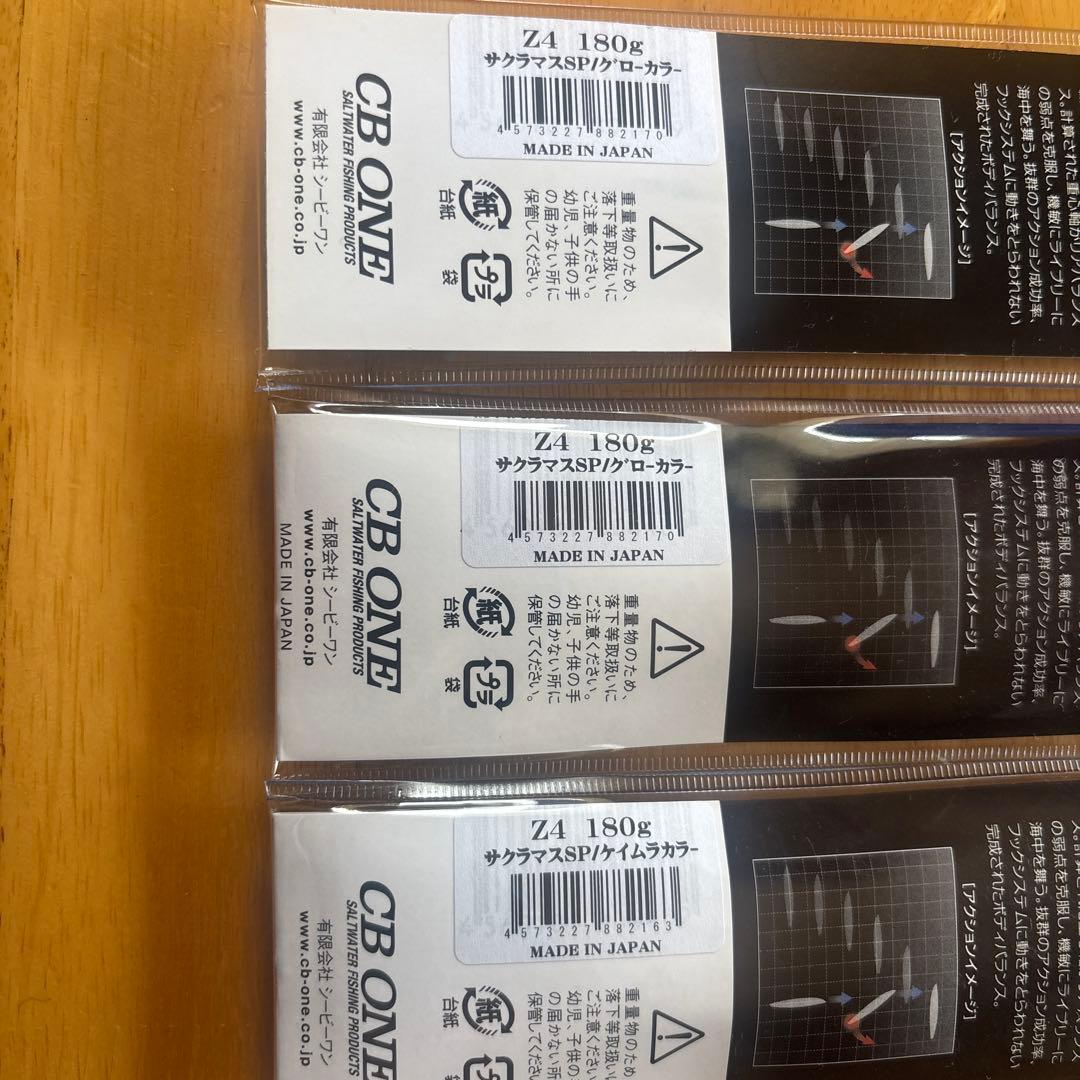 Z4 180g
サクラマスSP/グローカラー
4 573227 882170
MADE IN JAPAN
CB ONE
SALTWATER FISHING PRODUCTS
有限会社 シービーワン
www.cb-one.co.jp
重量物のため、
落下等取扱いに
ご注意ください。
幼児、子供の手
の届かない所に
保管してください。
紙
台紙
プラ
袋
の弱点を克服し、機敏にライブリーに
海中を舞う。抜群のアクション成功率、
フックシステムに動きをとらわれない
完成されたボディバランス。
[アクションイメージ]
Z4 180g
サクラマスSP/グローカラー
4 573227 882170
MADE IN JAPAN
CB ONE
SALTWATER FISHING PRODUCTS
有限会社 シービーワン
www.cb-one.co.jp
MADE IN JAPAN
重量物のため、
落下等取扱いに
ご注意ください。
幼児、子供の手
の届かない所に
保管してください。
紙
台紙
プラ
袋
の弱点を克服し、機敏にライブリーに
海中を舞う。抜群のアクション成功率、
フックシステムに動きをとらわれない
完成されたボディバランス。
[アクションイメージ]
Z4 180g
サクラマスSP/ケイムラカラー
4 573227 882163
MADE IN JAPAN
CB ONE
SALTWATER FISHING PRODUCTS
有限会社 シービーワン
www.cb-one.co.jp
重量物のため
落下等取扱い
ご注意ください
幼児、子供の
の届かない所
保管してください
紙
台紙
の弱点を克服し、機敏にライブリーに
海中を舞う。抜群のアクション成功率、
フックシステムに動きをとらわれない
完成されたボディバランス。
[アクションイメージ]